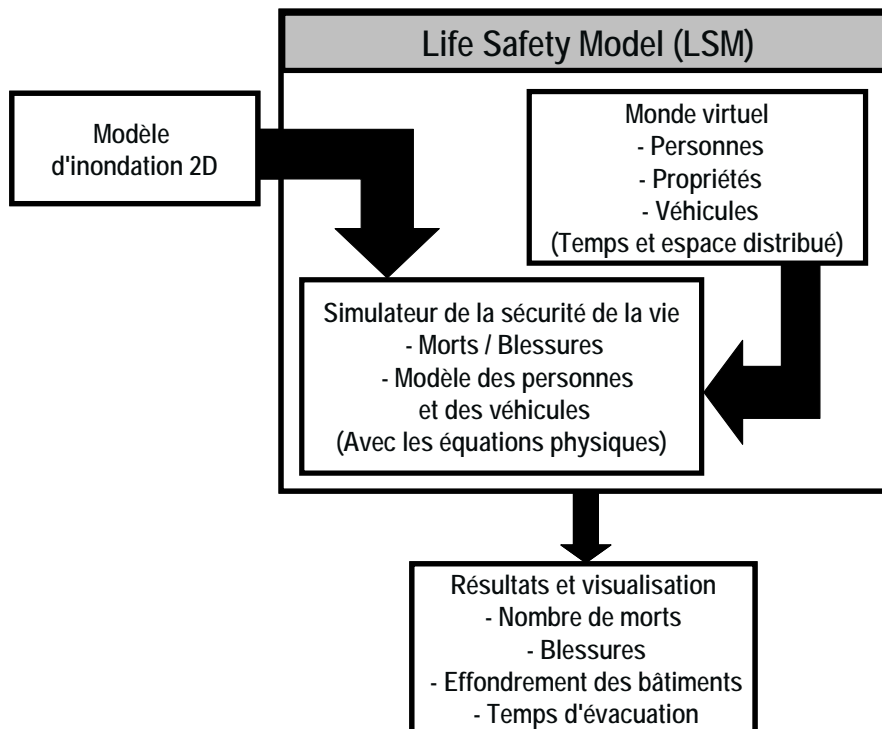 Life Safety Model (LSM)
Modèle
d'inondation 2D
Monde virtuel
- Personnes
- Propriétés
- Véhicules
(Temps et espace distribué)
Simulateur de la sécurité de la vie
- Morts / Blessures
- Modèle des personnes
et des véhicules
(Avec les équations physiques)
Résultats et visualisation
- Nombre de morts
- Blessures
- Effondrement des bâtiments
- Temps d'évacuation